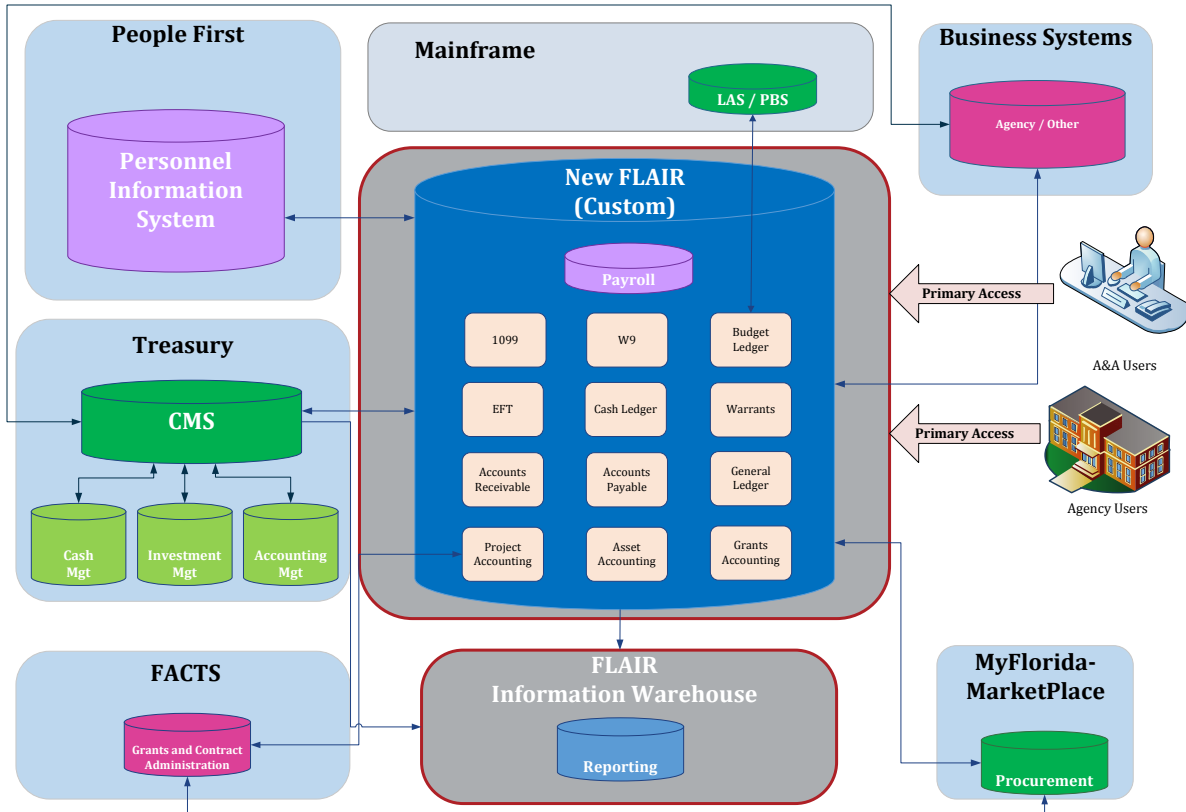 People First
Personnel
Information
System
Mainframe
LAS / PBS
Business Systems
Agency / Other
New FLAIR
(Custom)
Payroll
1099
W9
Budget
Ledger
EFT
Cash Ledger
Warrants
Accounts
Receivable
Accounts
Payable
General
Ledger
Project
Accounting
Asset
Accounting
Grants
Accounting
Primary Access
A&A Users
Primary Access
Agency Users
Treasury
CMS
Cash
Mgt
Investment
Mgt
Accounting
Mgt
FACTS
Grants and Contract
Administration
FLAIR
Information Warehouse
Reporting
MyFlorida-
MarketPlace
Procurement